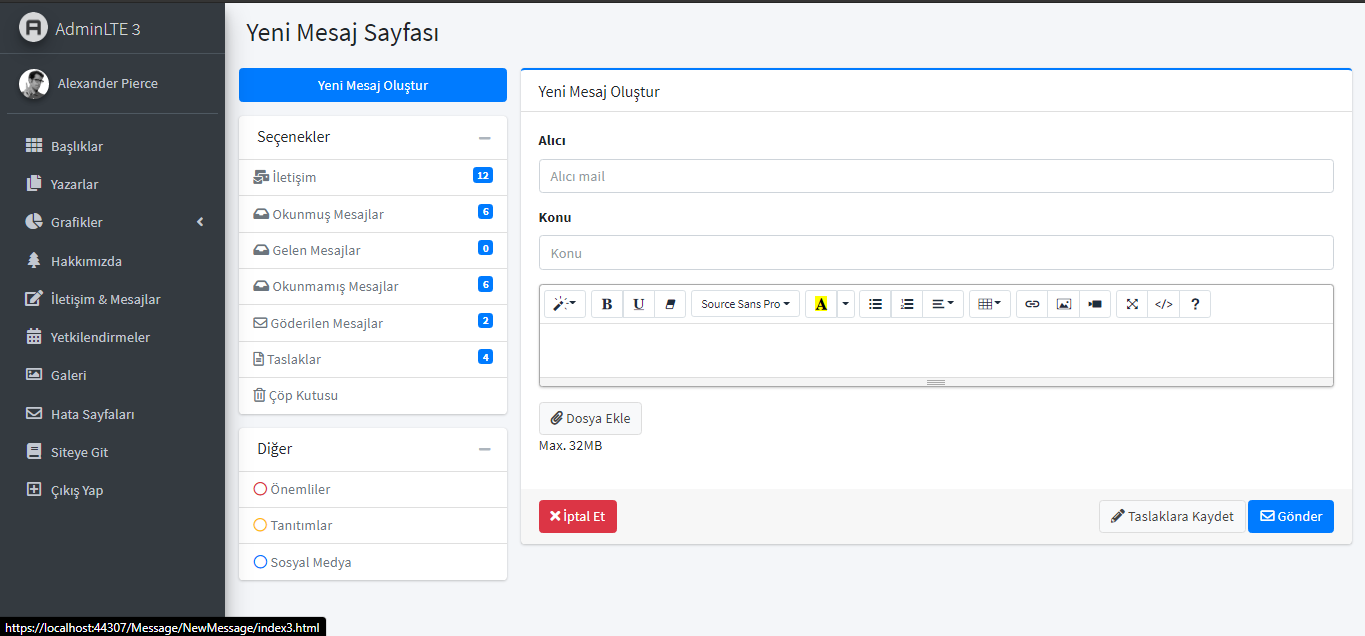 AdminLTE 3
Alexander Pierce
Başlıklar
Yazarlar
Grafikler
Hakkımızda
İletişim & Mesajlar
Yetkilendirmeler
Galeri
Hata Sayfaları
Siteye Git
Çıkış Yap
Yeni Mesaj Sayfası
Yeni Mesaj Oluştur
Seçenekler
İletişim 12
Okunmuş Mesajlar 6
Gelen Mesajlar 0
Okunmamış Mesajlar 6
Göderilen Mesajlar 2
Taslaklar 4
Çöp Kutusu
Diğer
Önemliler
Tanıtımlar
Sosyal Medya
Yeni Mesaj Oluştur
Alıcı
Alıcı mail
Konu
Konu
B U Source Sans Pro A </> ?
Dosya Ekle
Max. 32MB
İptal Et
Taslaklara Kaydet
Gönder
https://localhost:44307/Message/NewMessage/index3.html